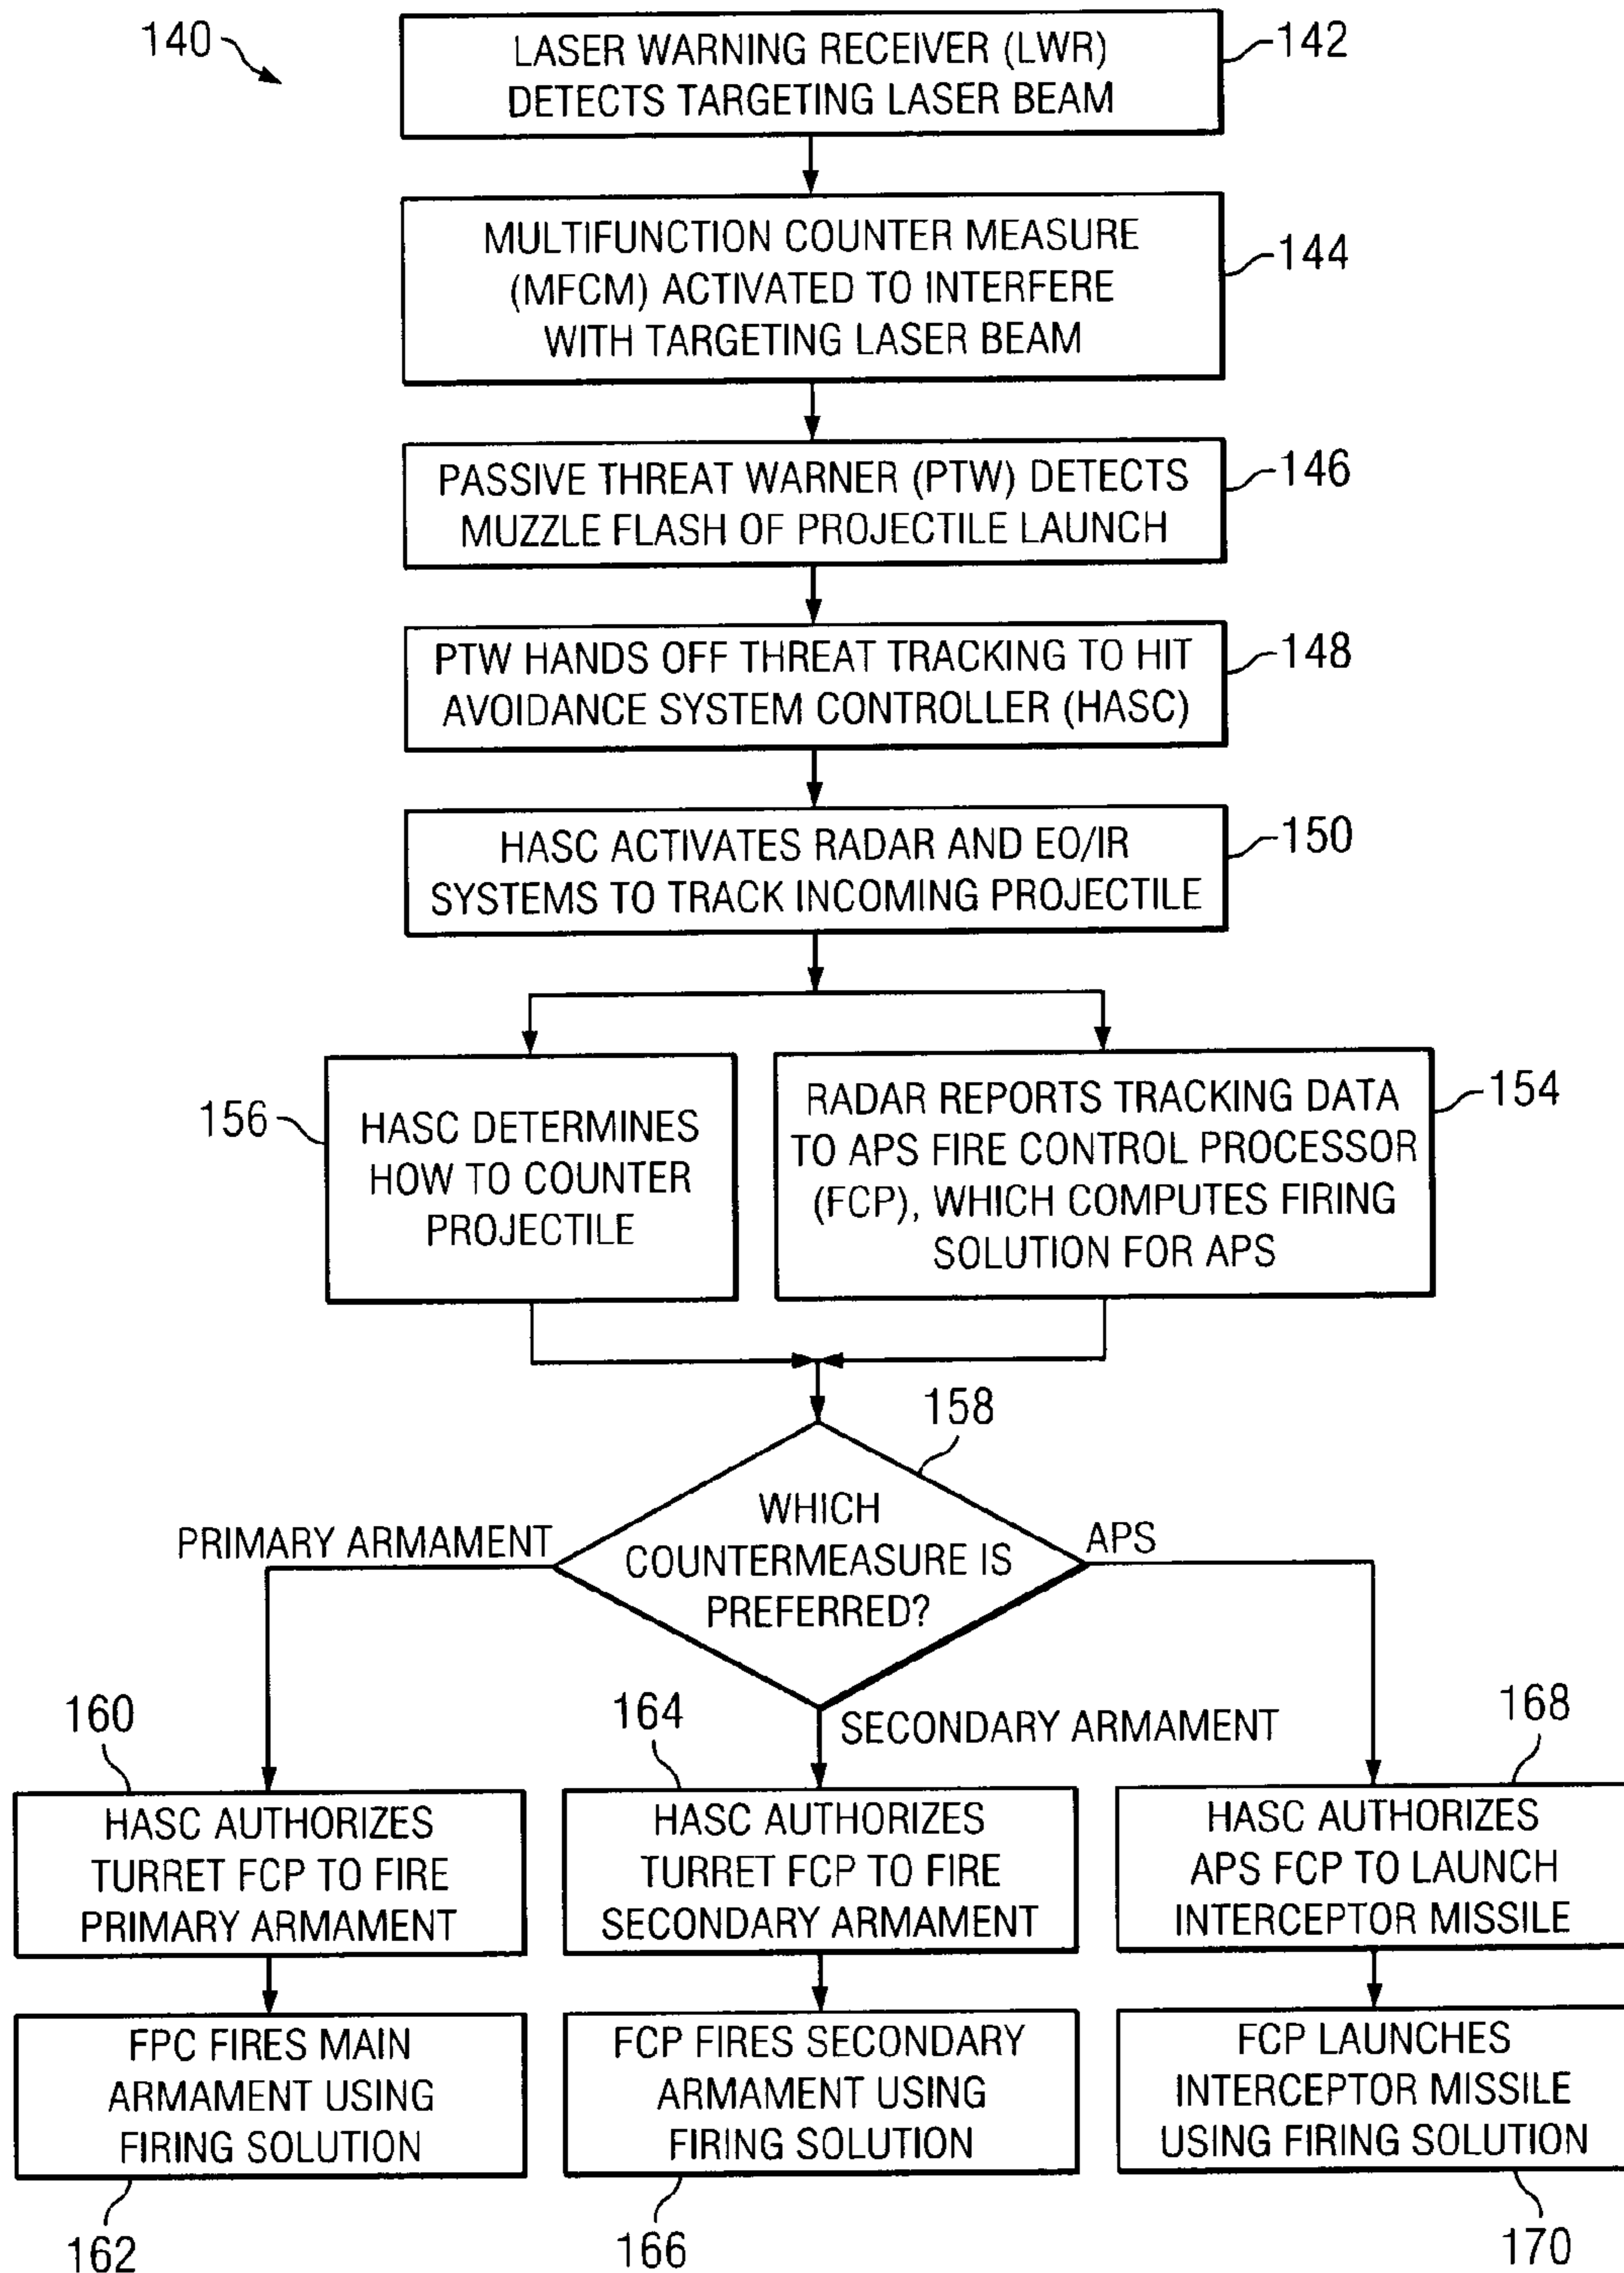 140
LASER WARNING RECEIVER (LWR)
DETECTS TARGETING LASER BEAM
142
MULTIFUNCTION COUNTER MEASURE
(MFCM) ACTIVATED TO INTERFERE
WITH TARGETING LASER BEAM
144
PASSIVE THREAT WARNER (PTW) DETECTS
MUZZLE FLASH OF PROJECTILE LAUNCH
146
PTW HANDS OFF THREAT TRACKING TO HIT
AVOIDANCE SYSTEM CONTROLLER (HASC)
148
HASC ACTIVATES RADAR AND EO/IR
SYSTEMS TO TRACK INCOMING PROJECTILE
150
156
HASC DETERMINES
HOW TO COUNTER
PROJECTILE
RADAR REPORTS TRACKING DATA
TO APS FIRE CONTROL PROCESSOR
(FCP), WHICH COMPUTES FIRING
SOLUTION FOR APS
154
158
WHICH
COUNTERMEASURE IS
PREFERRED?
PRIMARY ARMAMENT
APS
SECONDARY ARMAMENT
160
HASC AUTHORIZES
TURRET FCP TO FIRE
PRIMARY ARMAMENT
164
HASC AUTHORIZES
TURRET FCP TO FIRE
SECONDARY ARMAMENT
168
HASC AUTHORIZES
APS FCP TO LAUNCH
INTERCEPTOR MISSILE
FPC FIRES MAIN
ARMAMENT USING
FIRING SOLUTION
162
FCP FIRES SECONDARY
ARMAMENT USING
FIRING SOLUTION
166
FCP LAUNCHES
INTERCEPTOR MISSILE
USING FIRING SOLUTION
170